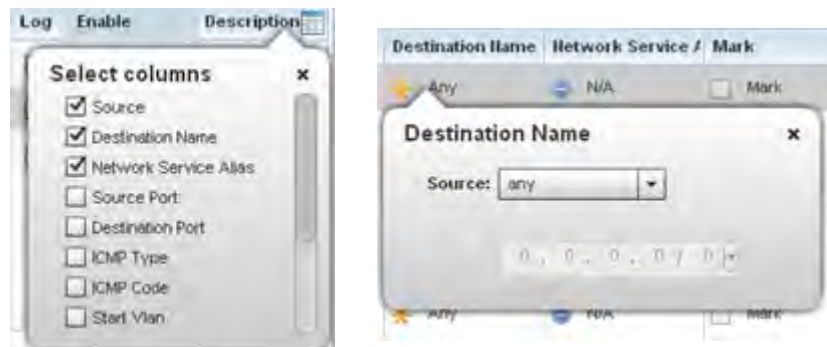 Log Enable Description
Select columns ×
Source
Destination Name
Network Service Alias
Source Port:
Destination Port
ICMP Type
ICMP Code
Start Vlan
Destination Name Network Service A Mark
Any N/A Mark
Destination Name ×
Source: any
0 . 0 . 0 . 0 / 0
Any N/A Mark